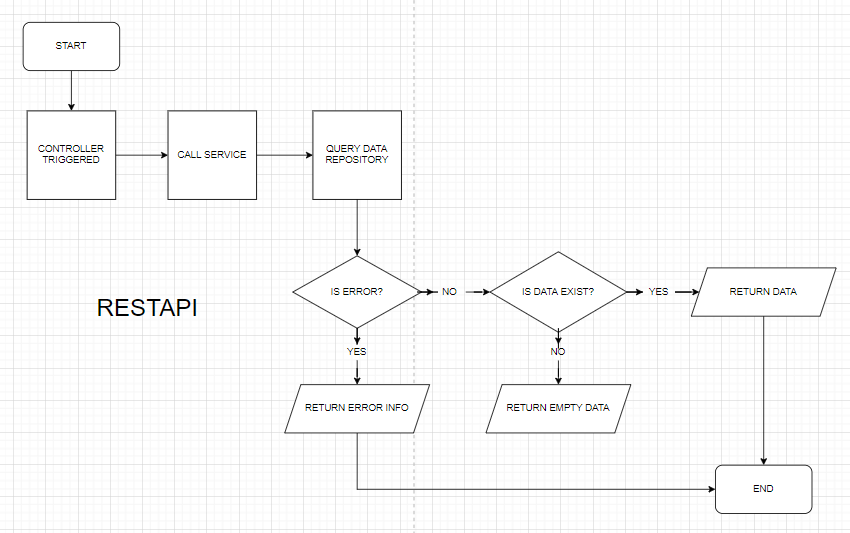 START
CONTROLLER
TRIGGERED
CALL SERVICE
QUERY DATA
REPOSITORY
IS ERROR?
NO
IS DATA EXIST?
YES
RETURN DATA
RESTAPI
YES
NO
RETURN ERROR INFO
RETURN EMPTY DATA
END